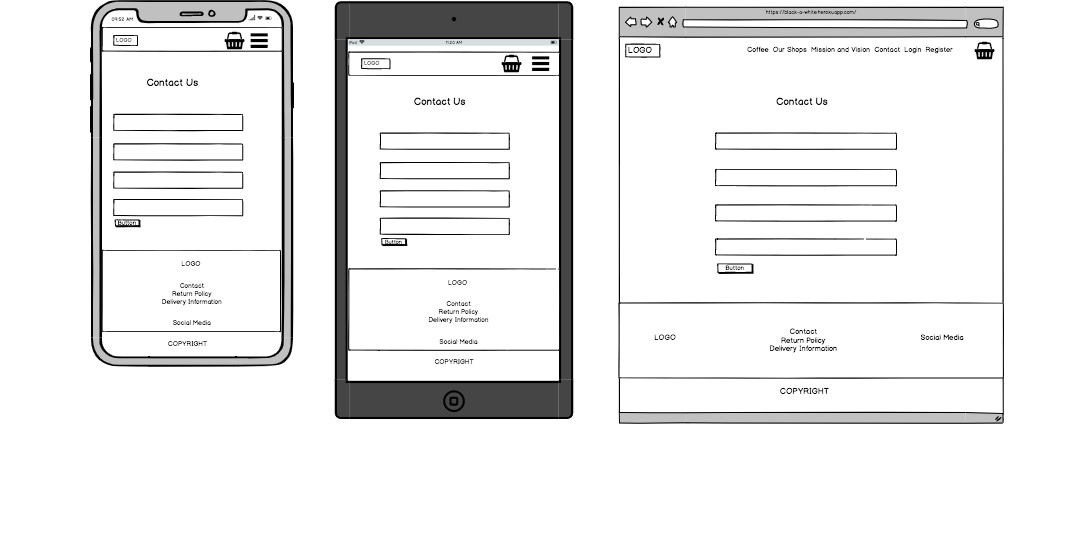 09:52 AM
LOGO
Contact Us
Button
LOGO
Contact
Return Policy
Delivery Information
Social Media
COPYRIGHT
iPad
11:20 AM
LOGO
Contact Us
Button
LOGO
Contact
Return Policy
Delivery Information
Social Media
COPYRIGHT
https://black-a-white.herokuapp.com/
LOGO
Coffee Our Shops Mission and Vision Contact Login Register
Contact Us
Button
LOGO
Contact
Return Policy
Delivery Information
Social Media
COPYRIGHT